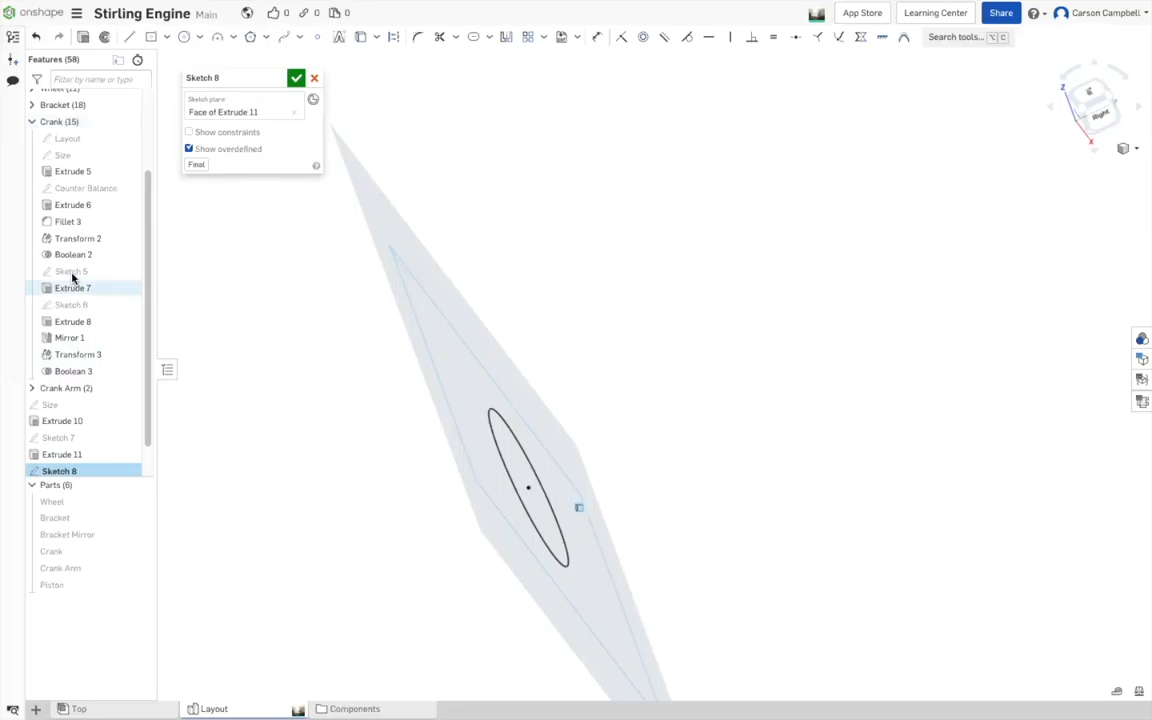 onshape Stirling Engine Main 0 0 0 App Store Learning Center Share Carson Campbell
Search tools... ⌥ C
Features (58)
Filter by name or type
Wheel (12)
Bracket (18)
Crank (15)
Layout
Size
Extrude 5
Counter Balance
Extrude 6
Fillet 3
Transform 2
Boolean 2
Sketch 5
Extrude 7
Sketch 6
Extrude 8
Mirror 1
Transform 3
Boolean 3
Crank Arm (2)
Size
Extrude 10
Sketch 7
Extrude 11
Sketch 8
Parts (6)
Wheel
Bracket
Bracket Mirror
Crank
Crank Arm
Piston
Sketch 8
Sketch plane
Face of Extrude 11
Show constraints
Show overdefined
Final
Z
Right
X
Top Layout Components